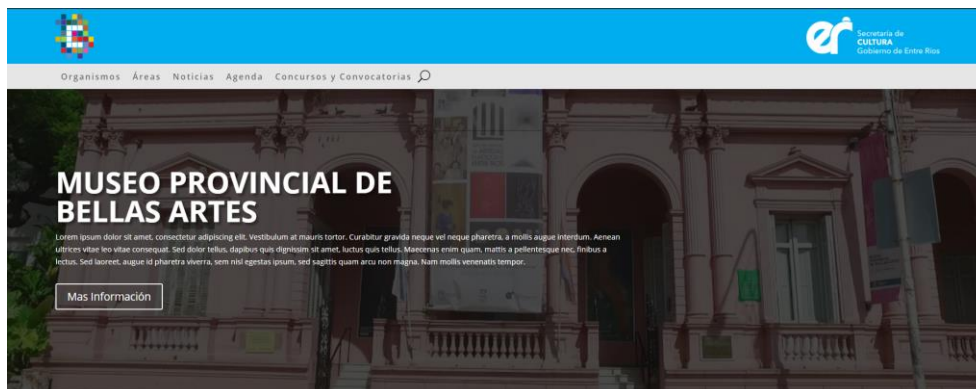 Secretaría de
CULTURA
Gobierno de Entre Ríos
Organismos Áreas Noticias Agenda Concursos y Convocatorias
MUSEO PROVINCIAL DE
BELLAS ARTES
Lorem ipsum dolor sit amet, consectetur adipiscing elit. Vestibulum at mauris tortor. Curabitur gravida neque vel neque pharetra, a mollis augue interdum. Aenean
ultrices vitae leo vitae consequat. Sed dolor tellus, dapibus quis dignissim sit amet, luctus quis tellus. Maecenas enim quam, mattis a pellentesque nec, finibus a
lectus. Sed laoreet, augue id pharetra viverra, sem nisl egestas ipsum, sed sagittis quam arcu non magna. Nam mollis venenatis tempor.
Mas Información